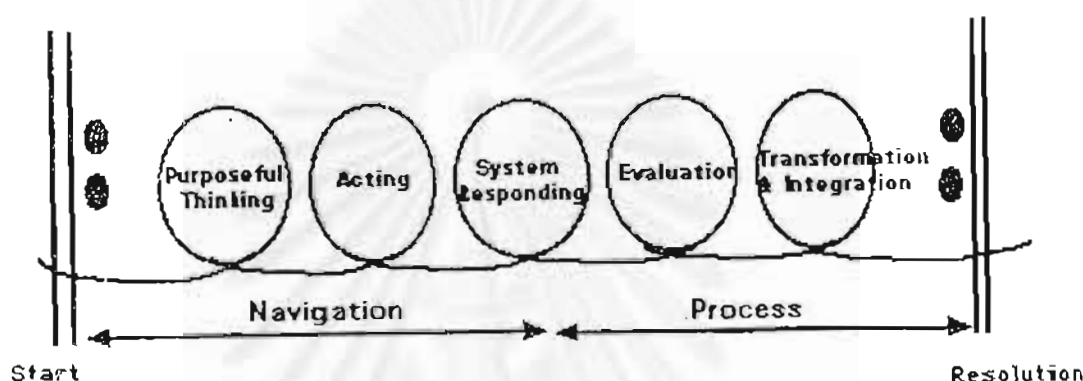 Purposeful
Thinking
Acting
System
Responding
Evaluation
Transformation
& Integration
Navigation
Process
Start
Resolution